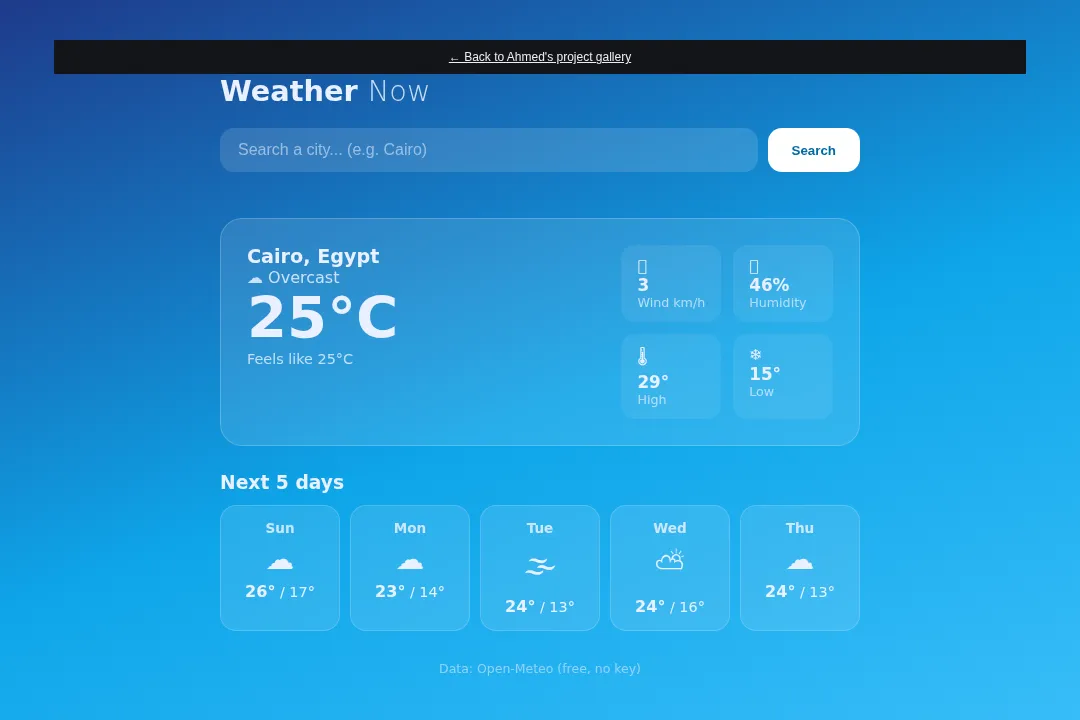 ← Back to Ahmed's project gallery
Weather Now
Search a city... (e.g. Cairo)
Search
Cairo, Egypt
☁ Overcast
25°C
Feels like 25°C
3
Wind km/h
46%
Humidity
29°
High
15°
Low
Next 5 days
Sun
26° / 17°
Mon
23° / 14°
Tue
24° / 13°
Wed
24° / 16°
Thu
24° / 13°
Data: Open-Meteo (free, no key)